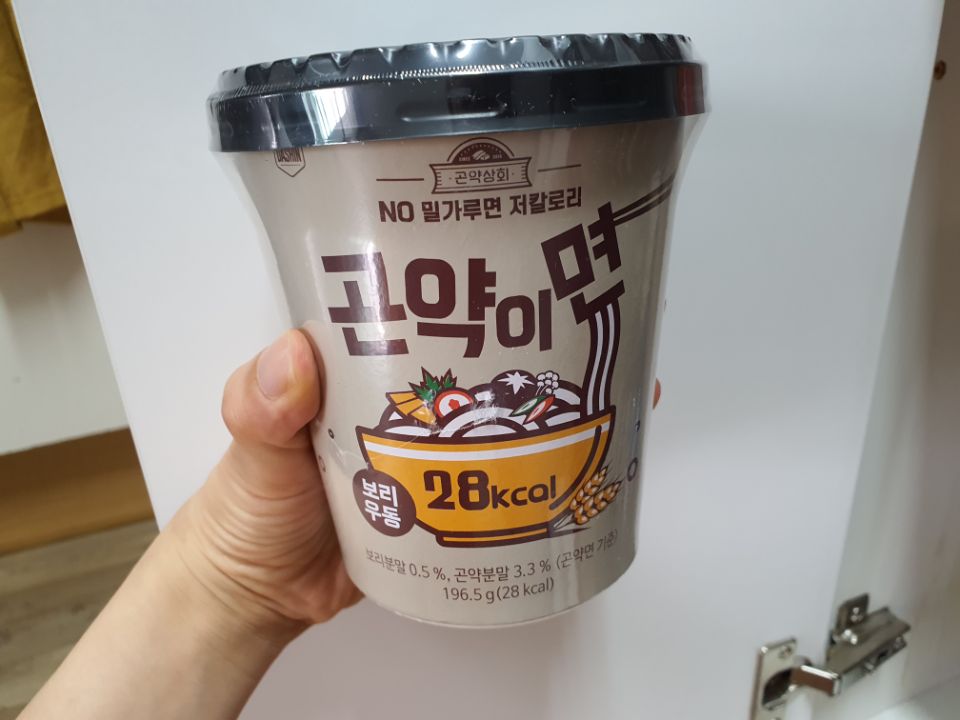 DASHIN
곤약상회
NO 밀가루면 저칼로리
곤약이면
28kcal
보리
우동
보리분말 0.5%, 곤약분말 3.3% (곤약면 기준)
196.5g(28 kcal)